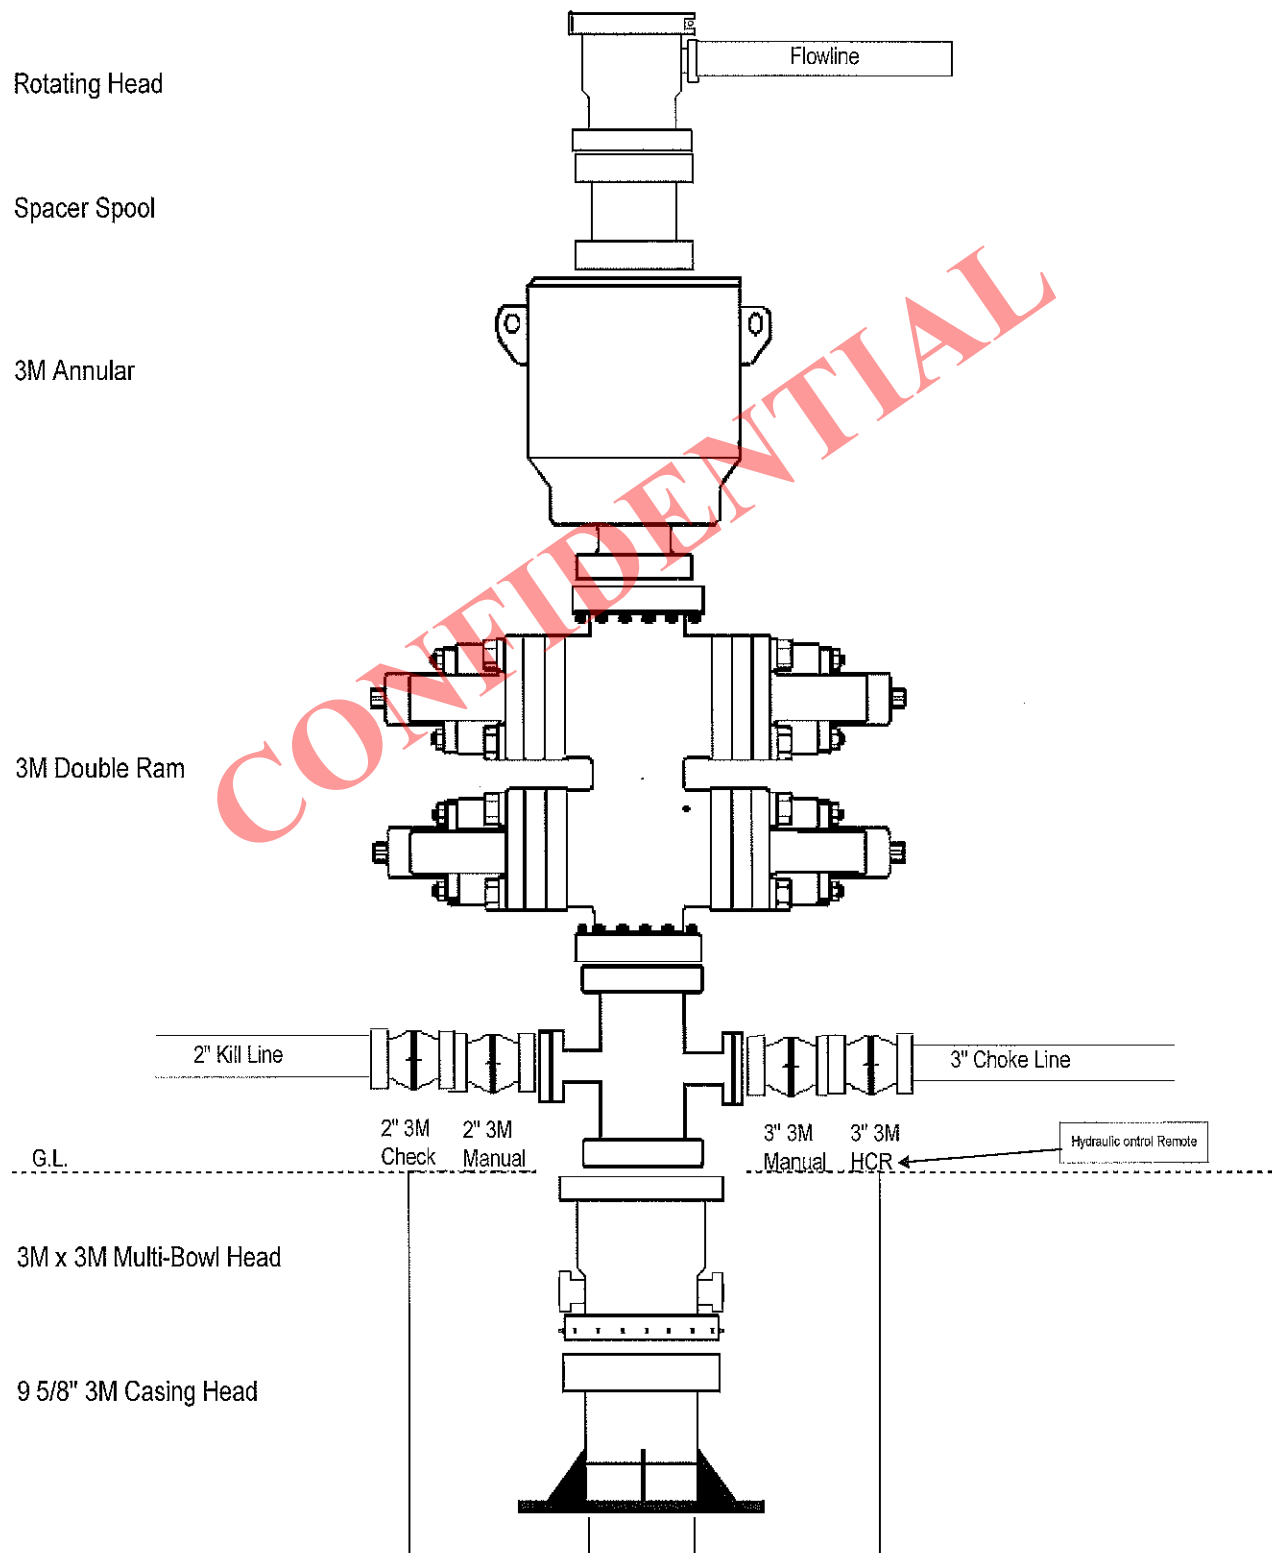 Flowline
Rotating Head
Spacer Spool
3M Annular
CONFIDENTIAL
3M Double Ram
2" Kill Line
3" Choke Line
2" 3M
Check
2" 3M
Manual
3" 3M
Manual
3" 3M
HCR
Hydraulic ontrol Remote
G.L.
3M x 3M Multi-Bowl Head
9 5/8" 3M Casing Head